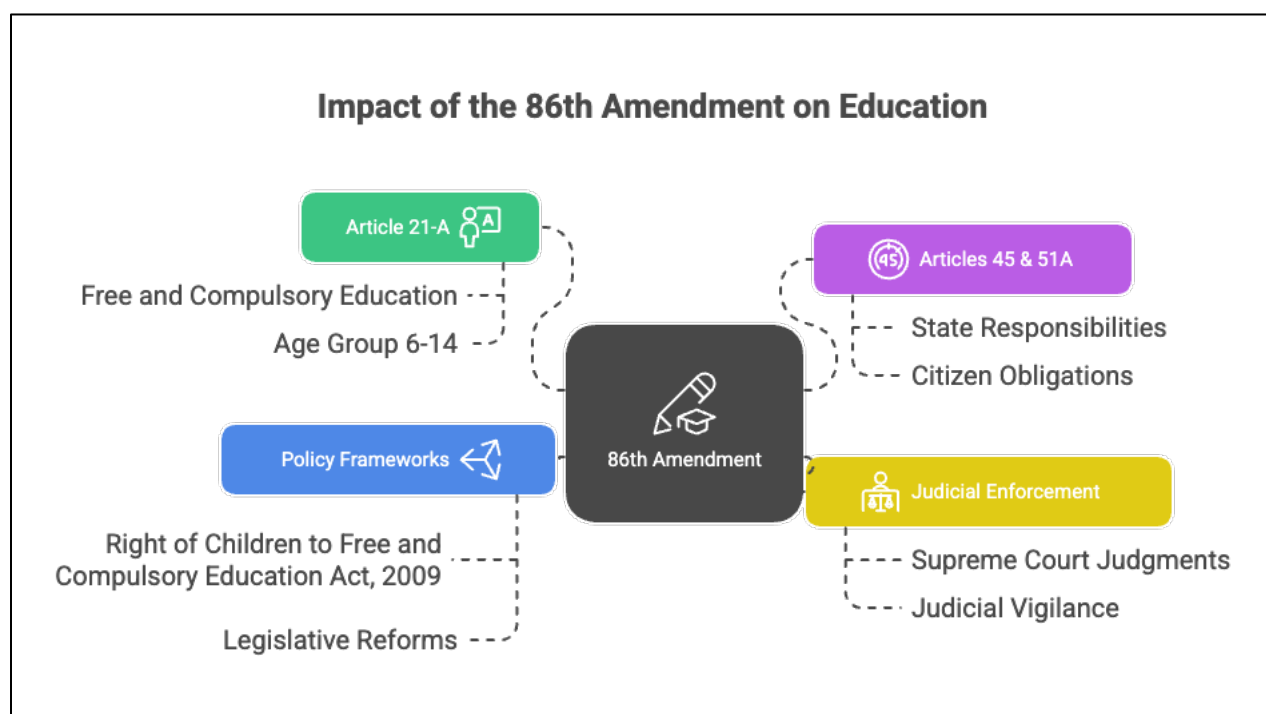 Impact of the 86th Amendment on Education
Article 21-A
A
Free and Compulsory Education
Age Group 6-14
45
Articles 45 & 51A
State Responsibilities
Citizen Obligations
86th Amendment
Policy Frameworks
Right of Children to Free and
Compulsory Education Act, 2009
Legislative Reforms
Judicial Enforcement
Supreme Court Judgments
Judicial Vigilance